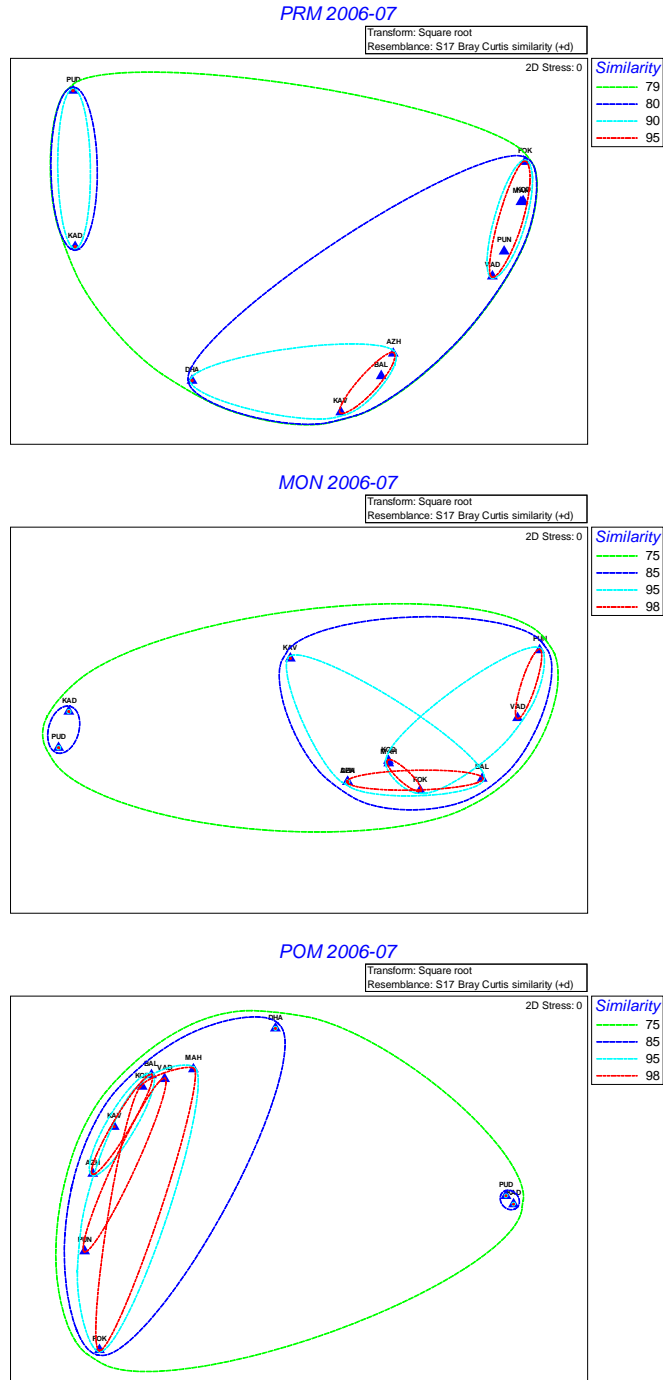 PRM 2006-07
Transform: Square root
Resemblance: S17 Bray Curtis similarity (+d)
2D Stress: 0
Similarity
79
80
90
95
PUD
FOK
PUN
KAD
VAD
AZH
BAL
DHA
KAV
MON 2006-07
Transform: Square root
Resemblance: S17 Bray Curtis similarity (+d)
2D Stress: 0
Similarity
75
85
95
98
PUN
KAV
KAD
VAD
PUD
BAL
FOK
POM 2006-07
Transform: Square root
Resemblance: S17 Bray Curtis similarity (+d)
2D Stress: 0
Similarity
75
85
95
98
DHA
MAH
BAL
VAD
KAV
AZH
PUD
KAD
PUN
FOK